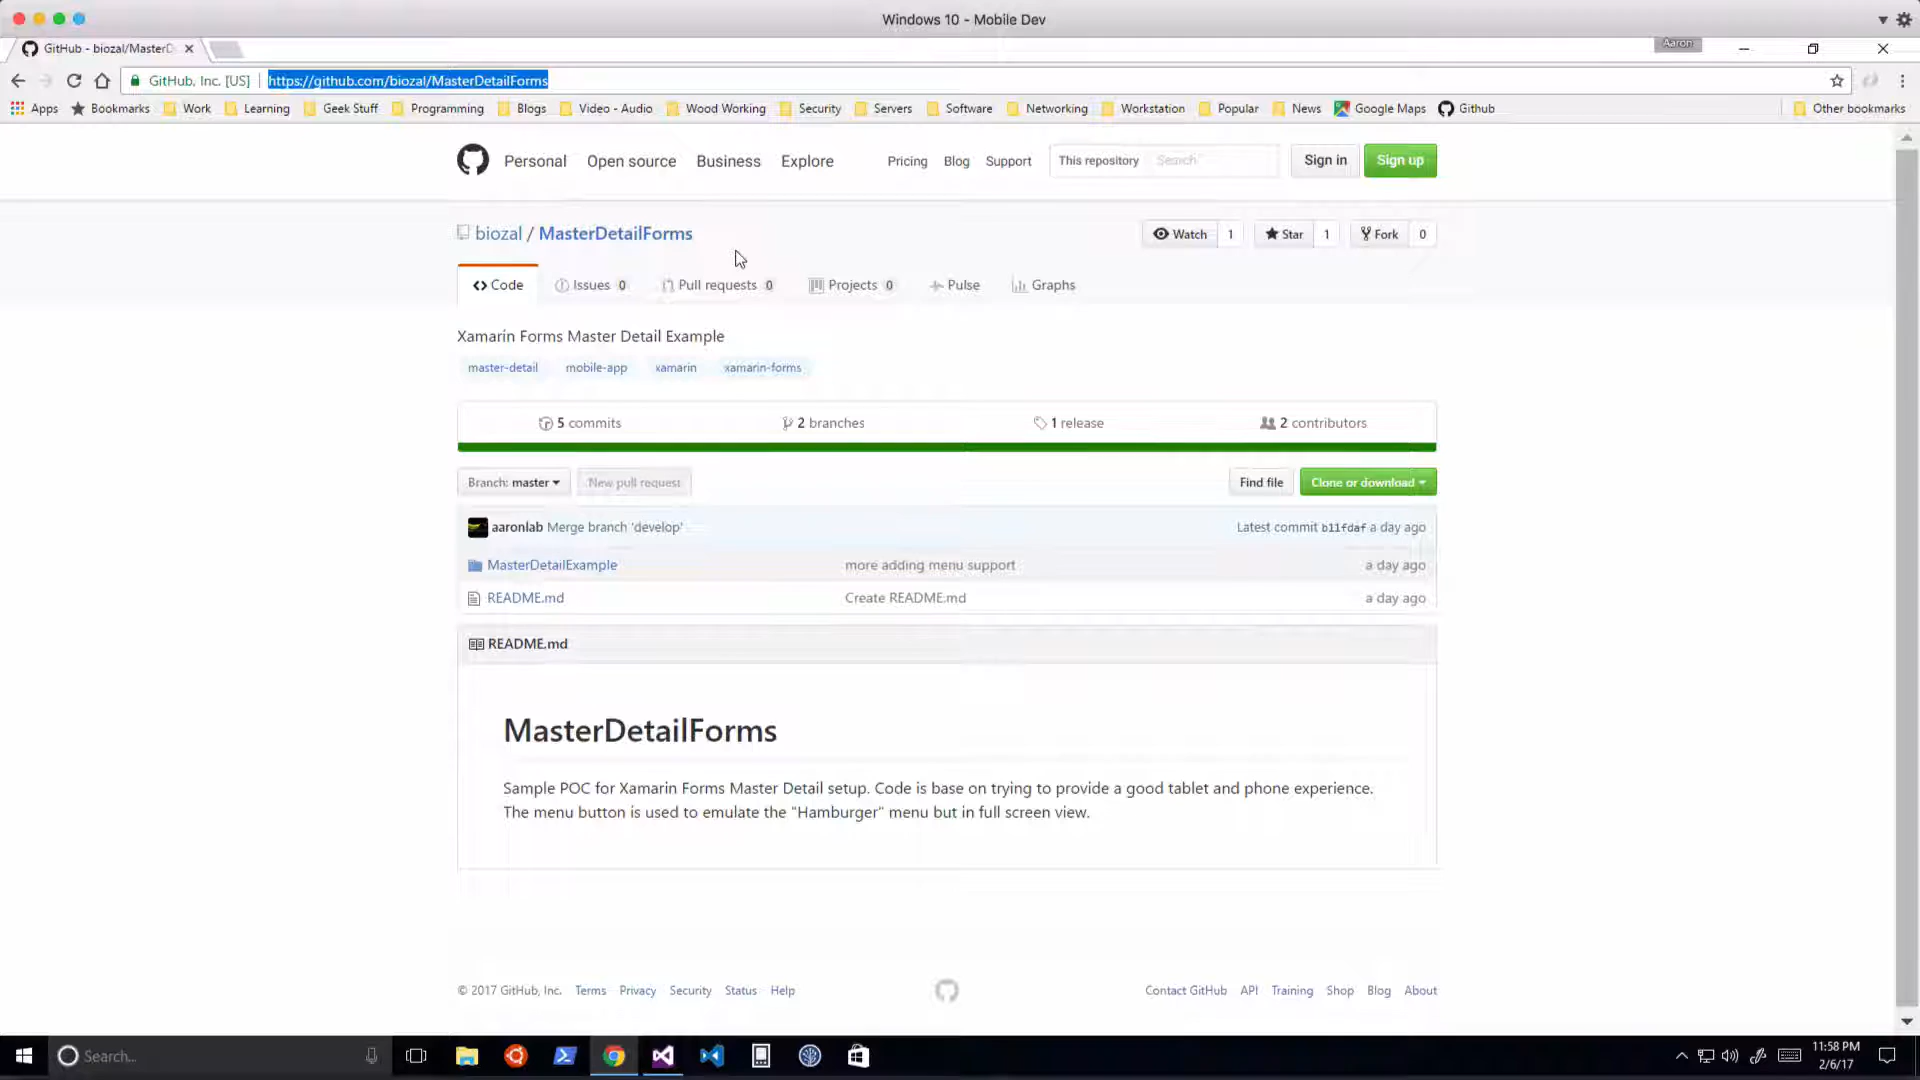 Windows 10 - Mobile Dev
GitHub - biozal/MasterD
Aaron
GitHub, Inc. [US] https://github.com/biozal/MasterDetailForms
Apps Bookmarks Work Learning Geek Stuff Programming Blogs Video - Audio Wood Working Security Servers Software Networking Workstation Popular News Google Maps Github Other bookmarks
Personal Open source Business Explore Pricing Blog Support This repository Search Sign in Sign up
biozal / MasterDetailForms Watch 1 Star 1 Fork 0
Code Issues 0 Pull requests 0 Projects 0 Pulse Graphs
Xamarin Forms Master Detail Example
master-detail mobile-app xamarin xamarin-forms
5 commits 2 branches 1 release 2 contributors
Branch: master New pull request Find file Clone or download
aaronlab Merge branch 'develop' Latest commit b11fdaf a day ago
MasterDetailExample more adding menu support a day ago
README.md Create README.md a day ago
README.md
MasterDetailForms
Sample POC for Xamarin Forms Master Detail setup. Code is base on trying to provide a good tablet and phone experience.
The menu button is used to emulate the "Hamburger" menu but in full screen view.
© 2017 GitHub, Inc. Terms Privacy Security Status Help Contact GitHub API Training Shop Blog About
Search...
11:58 PM
2/6/17